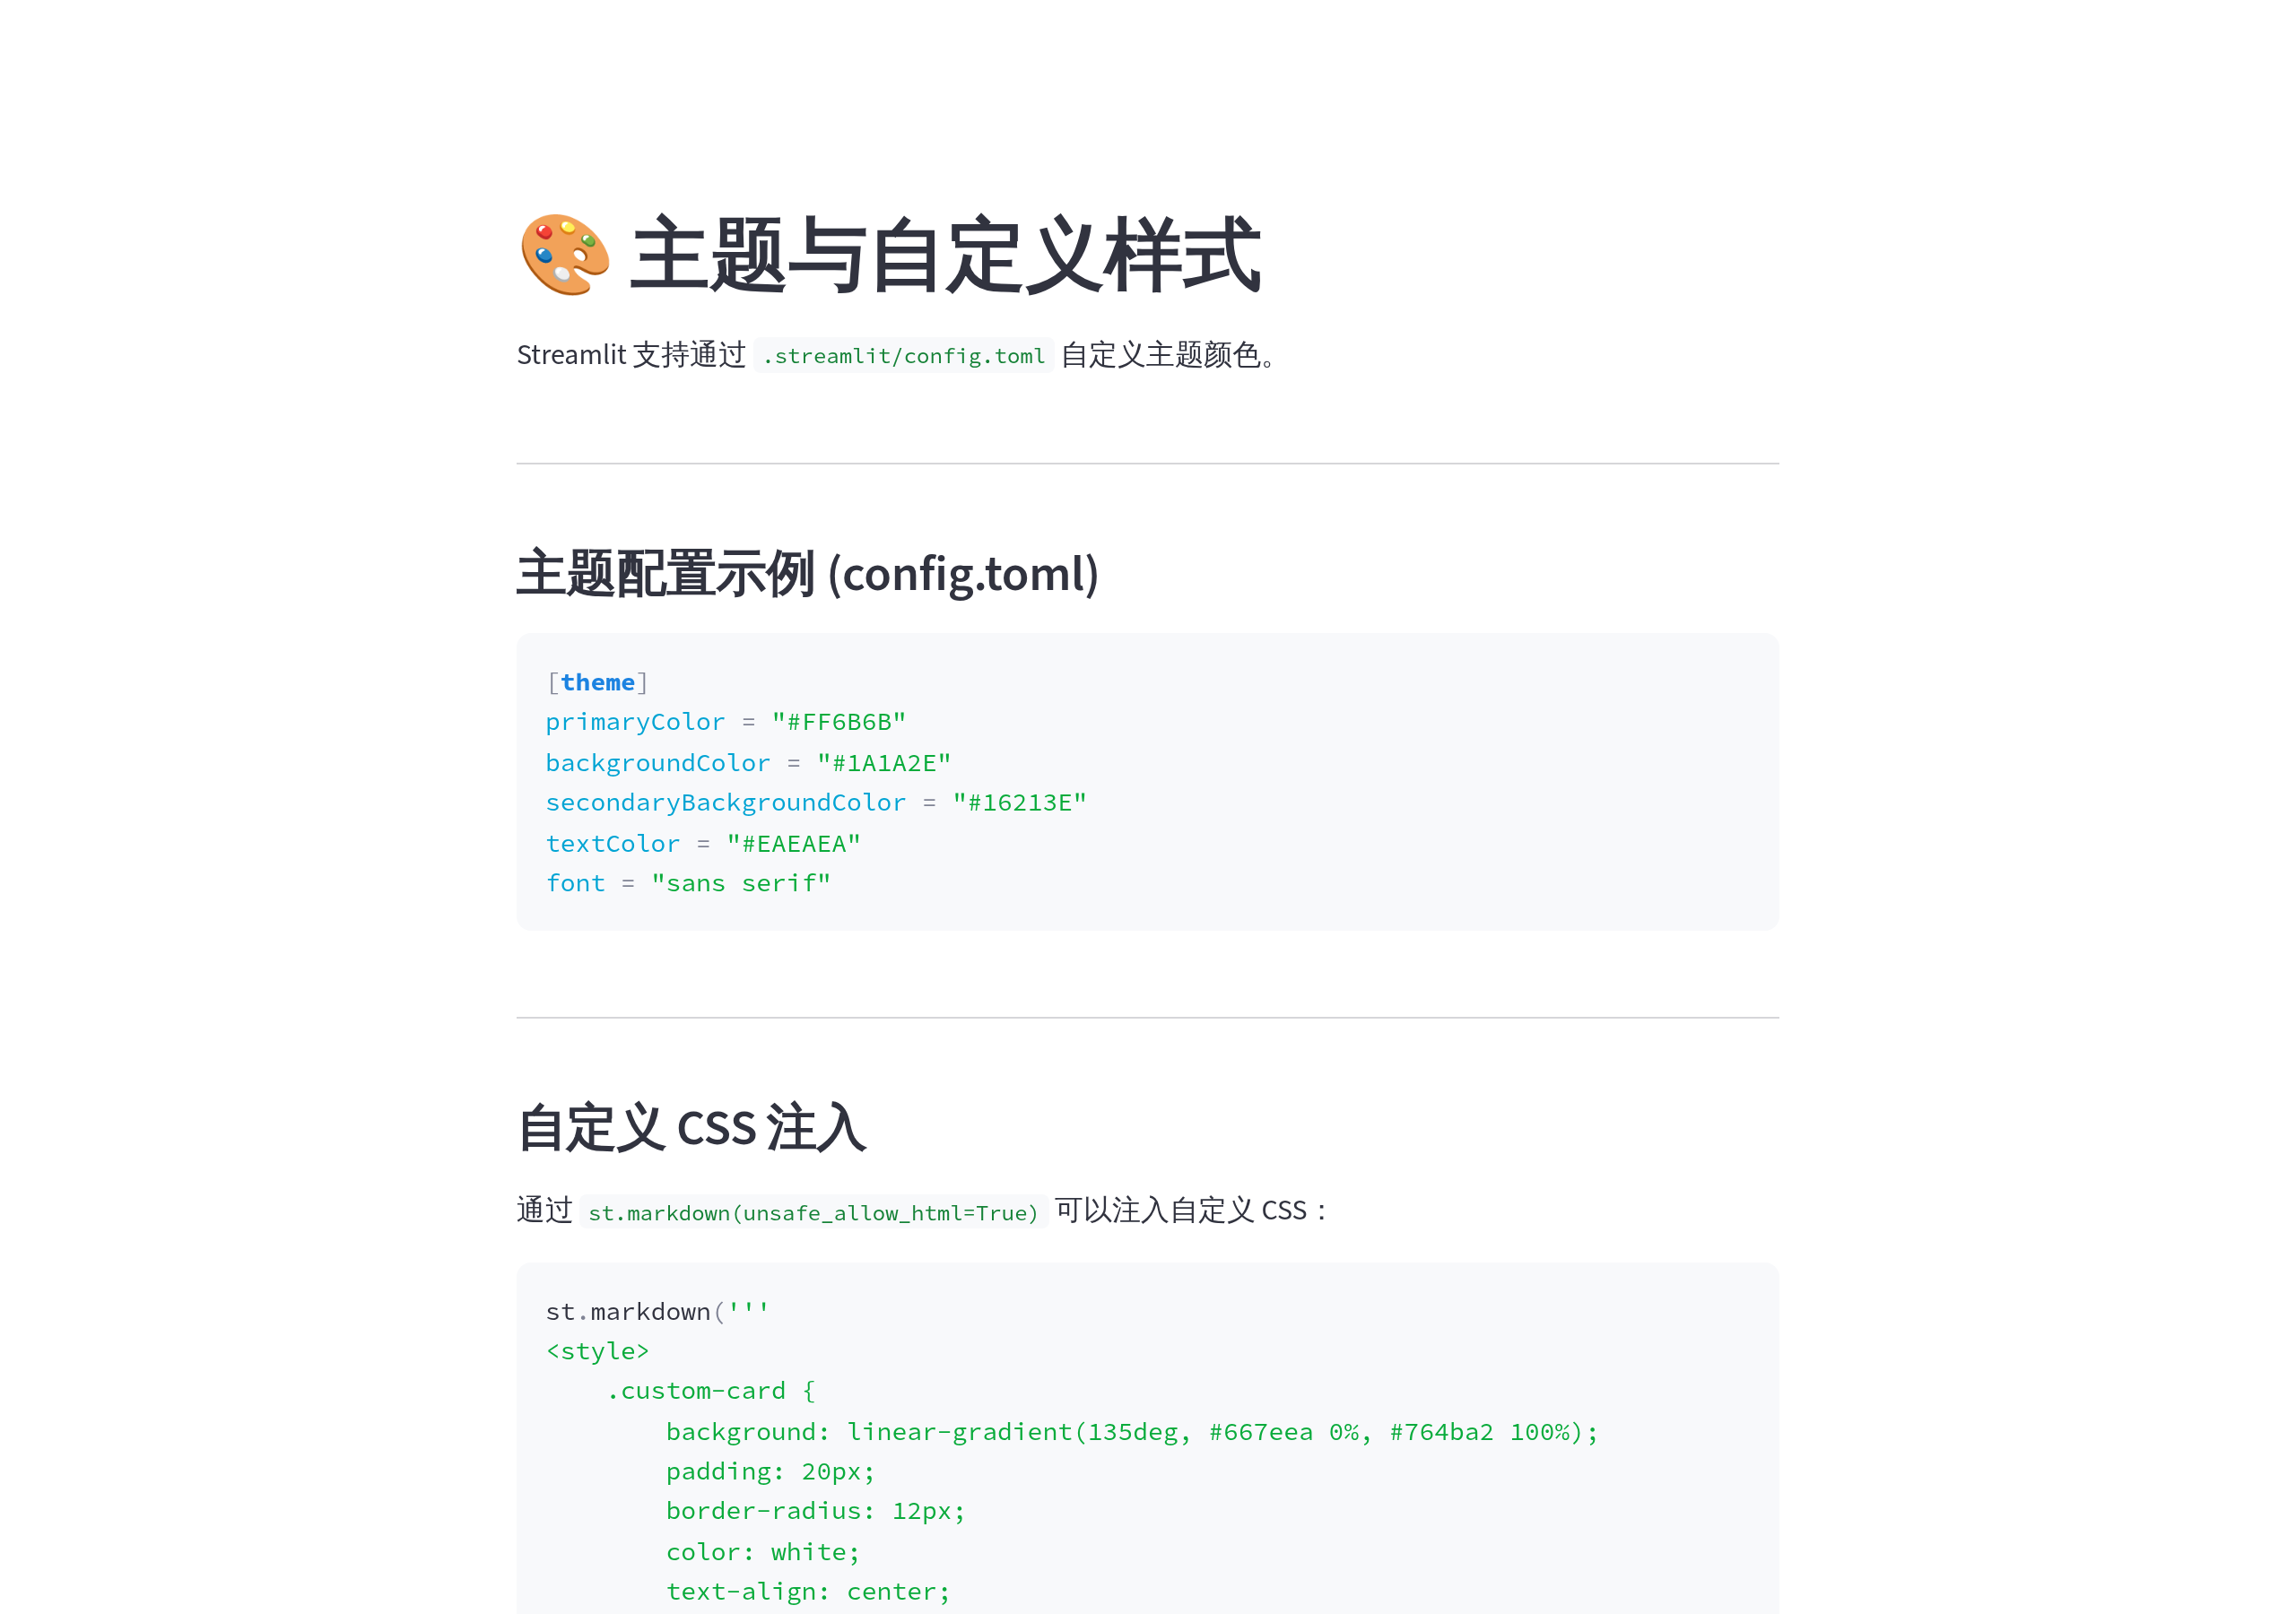 🎨 主题与自定义样式
Streamlit 支持通过 .streamlit/config.toml 自定义主题颜色。
主题配置示例 (config.toml)
[theme]
primaryColor = "#FF6B6B"
backgroundColor = "#1A1A2E"
secondaryBackgroundColor = "#16213E"
textColor = "#EAEAEA"
font = "sans serif"
自定义 CSS 注入
通过 st.markdown(unsafe_allow_html=True) 可以注入自定义 CSS：
st.markdown('''
<style>
    .custom-card {
        background: linear-gradient(135deg, #667eea 0%, #764ba2 100%);
        padding: 20px;
        border-radius: 12px;
        color: white;
        text-align: center;